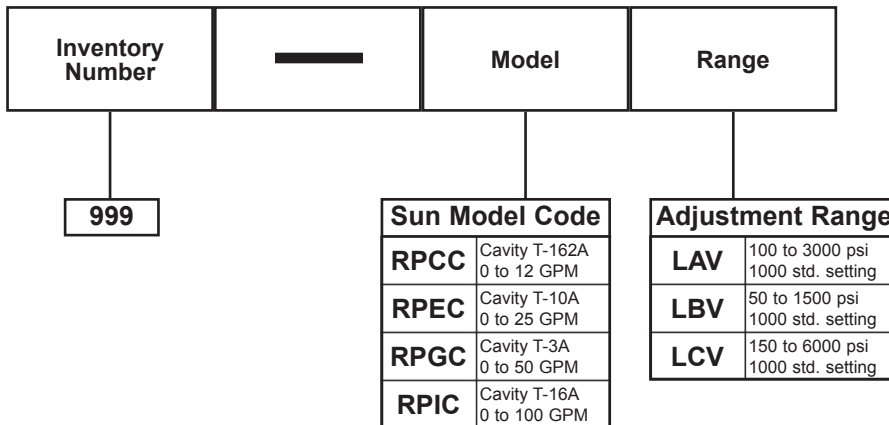 Inventory
Number
Model
Range
999
Sun Model Code
RPCC
Cavity T-162A
0 to 12 GPM
RPEC
Cavity T-10A
0 to 25 GPM
RPGC
Cavity T-3A
0 to 50 GPM
RPIC
Cavity T-16A
0 to 100 GPM
Adjustment Range
LAV
100 to 3000 psi
1000 std. setting
LBV
50 to 1500 psi
1000 std. setting
LCV
150 to 6000 psi
1000 std. setting